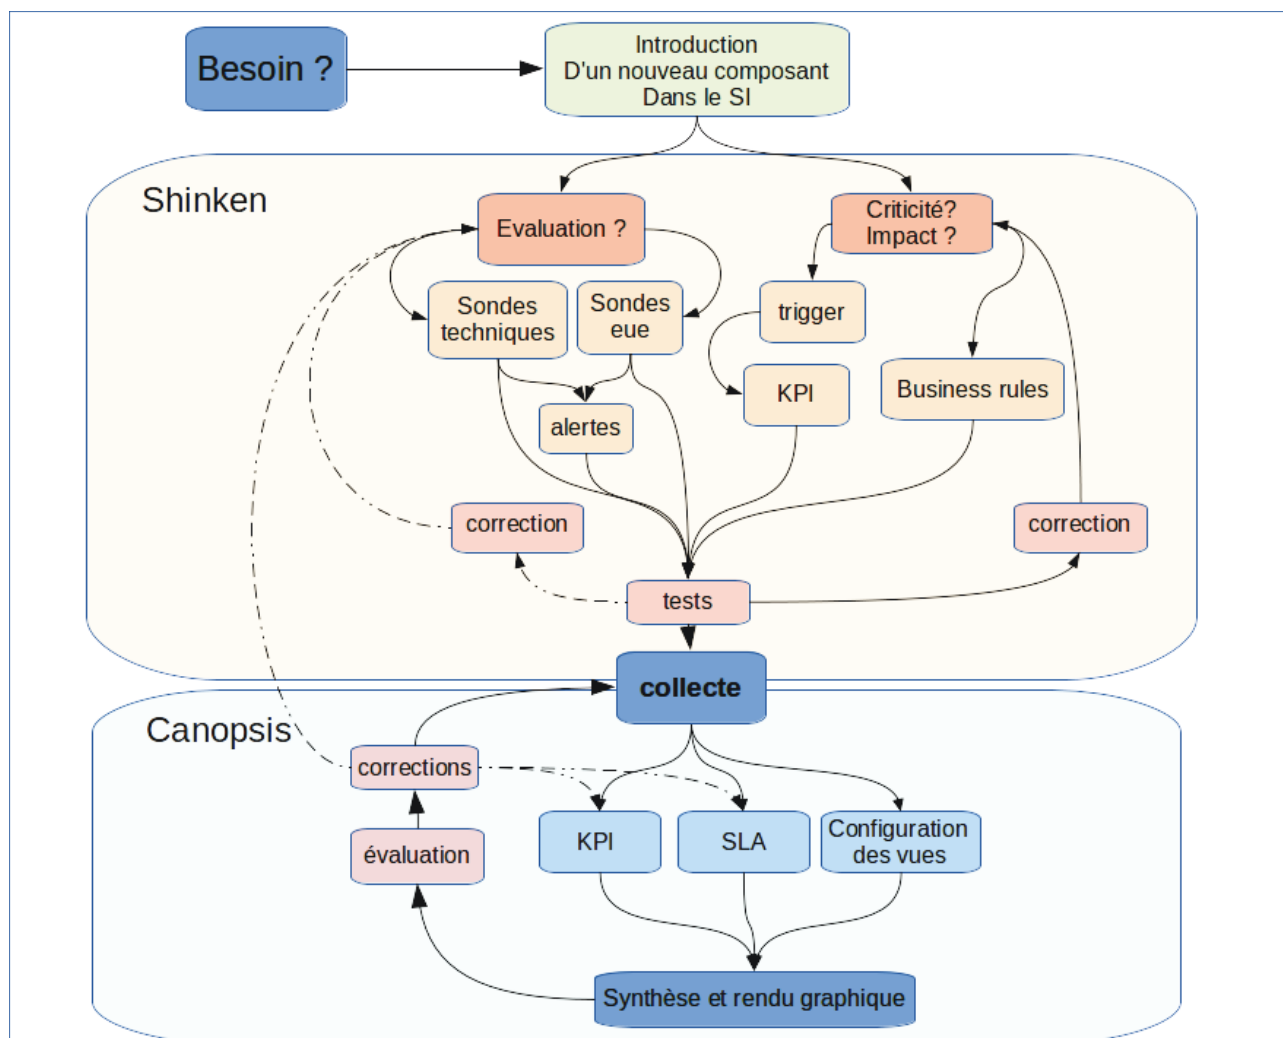 Besoin ?
Introduction
D'un nouveau composant
Dans le SI
Shinken
Evaluation ?
Criticité?
Impact ?
Sondes
techniques
Sondes
eue
trigger
KPI
Business rules
alertes
correction
correction
tests
collecte
Canopsis
corrections
KPI
SLA
Configuration
des vues
évaluation
Synthèse et rendu graphique